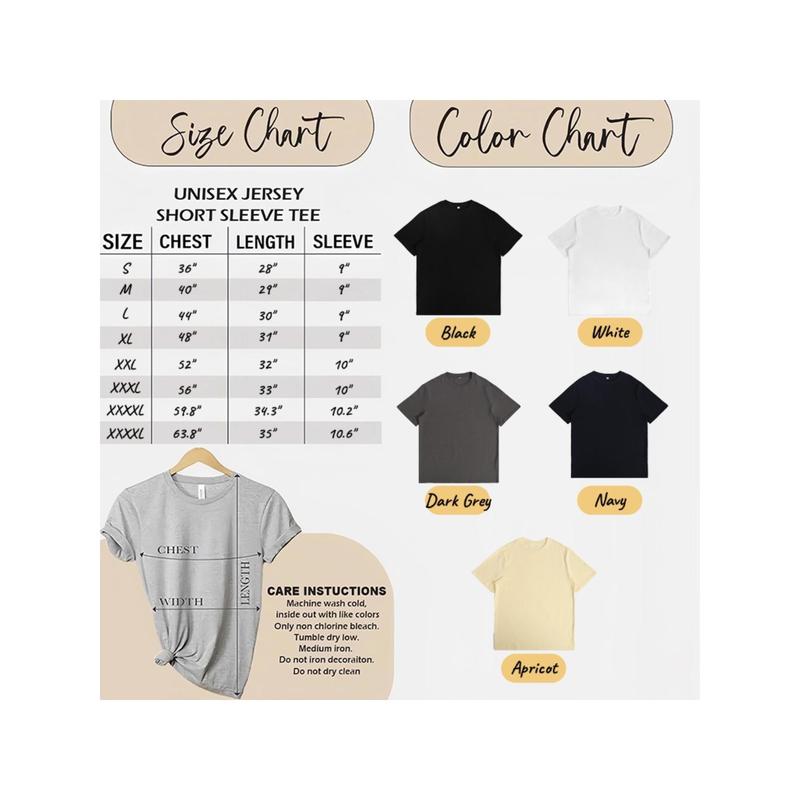 Size Chart
Color Chart
UNISEX JERSEY
SHORT SLEEVE TEE
SIZE CHEST LENGTH SLEEVE
S 36" 28" 9"
M 40" 29" 9"
L 44" 30" 9"
XL 48" 31" 9"
XXL 52" 32" 10"
XXXL 56" 33" 10"
XXXXL 59.8" 34.3" 10.2"
XXXXL 63.8" 35" 10.6"
CHEST
WIDTH
LENGTH
CARE INSTUCTIONS
Machine wash cold,
inside out with like colors
Only non chlorine bleach.
Tumble dry low.
Medium iron.
Do not iron decoraiton.
Do not dry clean
Black
White
Dark Grey
Navy
Apricot